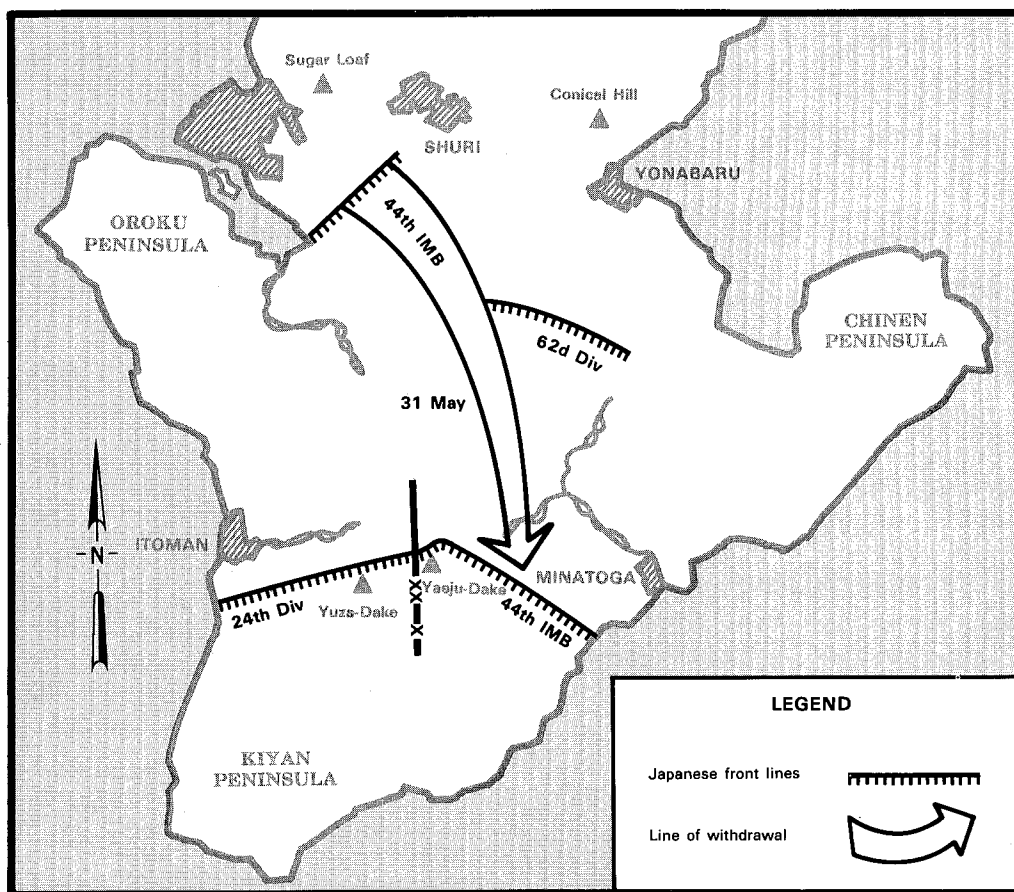 Sugar Loaf
Conical Hill
SHURI
YONABARU
OROKU
PENINSULA
44th IMB
CHINEN
PENINSULA
62d Div
31 May
N
ITOMAN
MINATOGA
Yaeju-Dake
Yuza-Dake
24th Div
44th IMB
XX
X
KIYAN
PENINSULA
LEGEND
Japanese front lines
Line of withdrawal